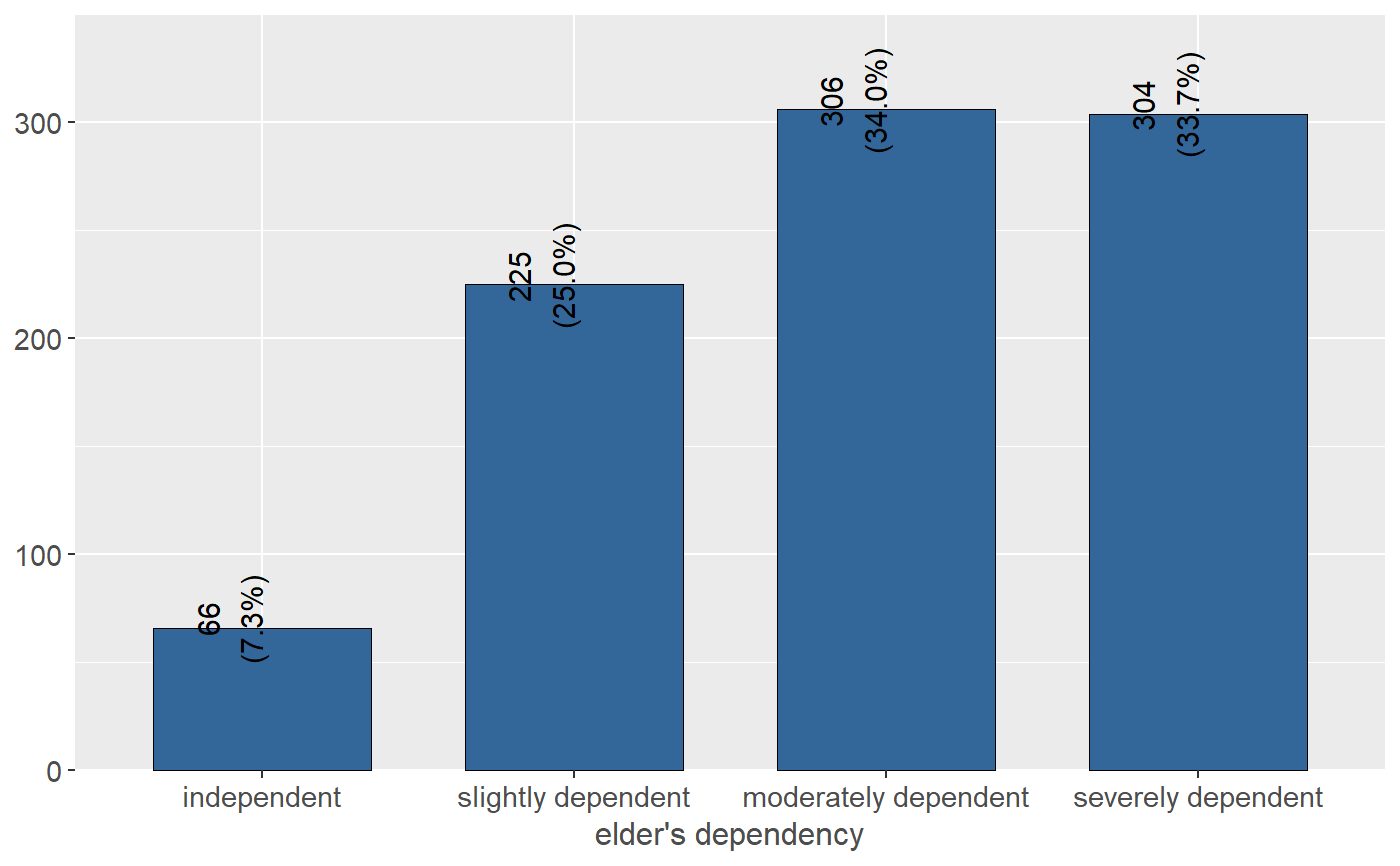 300
200
100
0
66
(7.3%)
225
(25.0%)
306
(34.0%)
304
(33.7%)
independent
slightly dependent
moderately dependent
severely dependent
elder's dependency